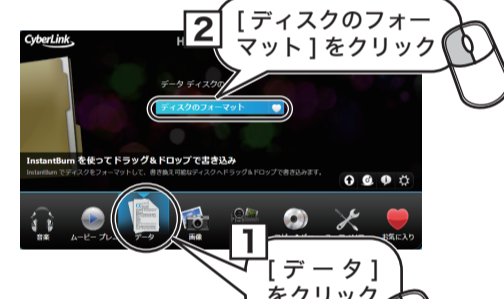 2
[ディスクのフォー
マット]をクリック
CyberLink
H
データ ディスクの
ディスクのフォーマット
InstantBurn を使ってドラッグ&ドロップで書き込み
InstantBurn でディスクをフォーマットして、書き換え可能なディスクへドラッグ&ドロップで書き込みます。
音楽
ムービー プレ
データ
画像
お気に入り
1
[データ]
をクリック